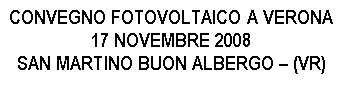 CONVEGNO FOTOVOLTAICO A VERONA
17 NOVEMBRE 2008
SAN MARTINO BUON ALBERGO – (VR)